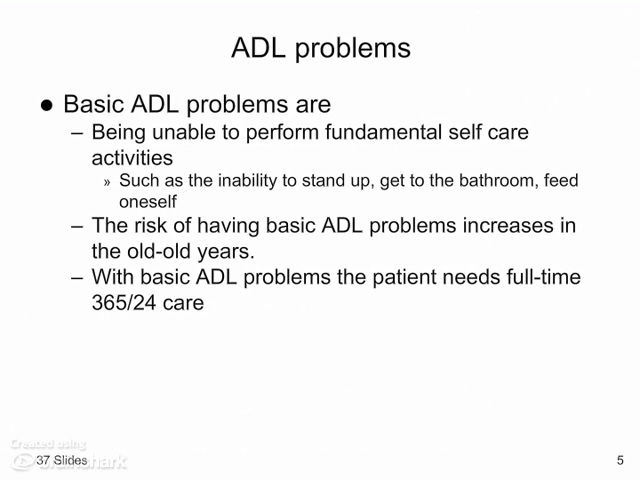 ADL problems
● Basic ADL problems are
– Being unable to perform fundamental self care
activities
» Such as the inability to stand up, get to the bathroom, feed
oneself
– The risk of having basic ADL problems increases in
the old-old years.
– With basic ADL problems the patient needs full-time
365/24 care
Created using
brainshark
37 Slides
5